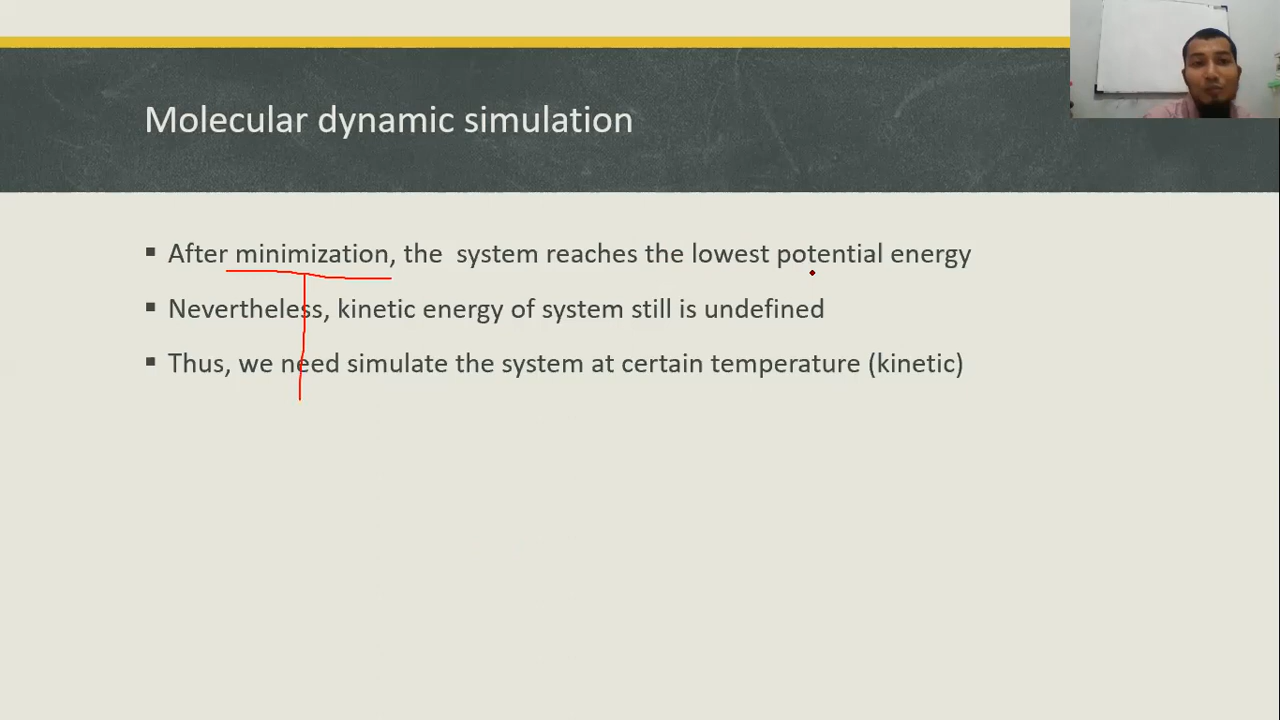 Molecular dynamic simulation
After minimization, the system reaches the lowest potential energy
Nevertheless, kinetic energy of system still is undefined
Thus, we need simulate the system at certain temperature (kinetic)